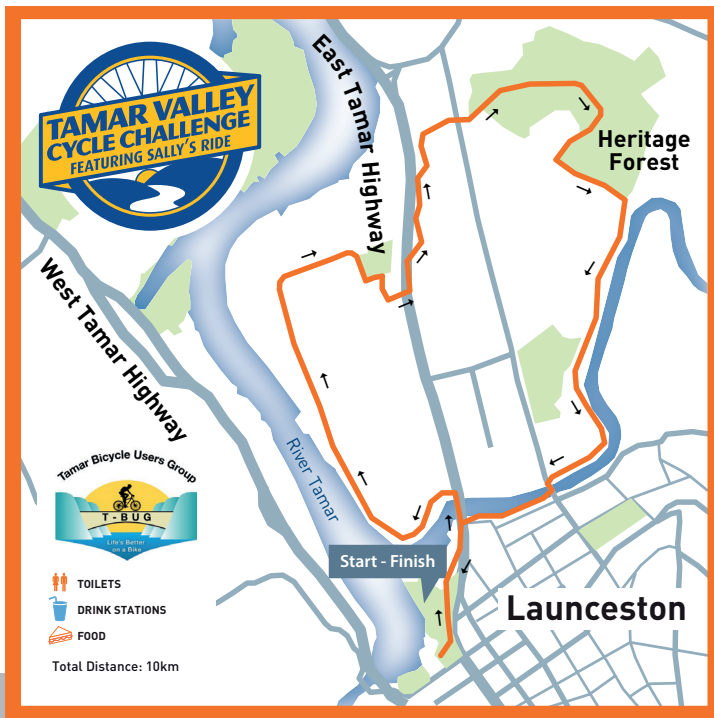 TAMAR VALLEY
CYCLE CHALLENGE
FEATURING SALLY'S RIDE
East Tamar Highway
Heritage
Forest
West Tamar Highway
River Tamar
Tamar Bicycle Users Group
T-BUG
Life's Better
on a Bike
Start - Finish
TOILETS
DRINK STATIONS
FOOD
Launceston
Total Distance: 10km